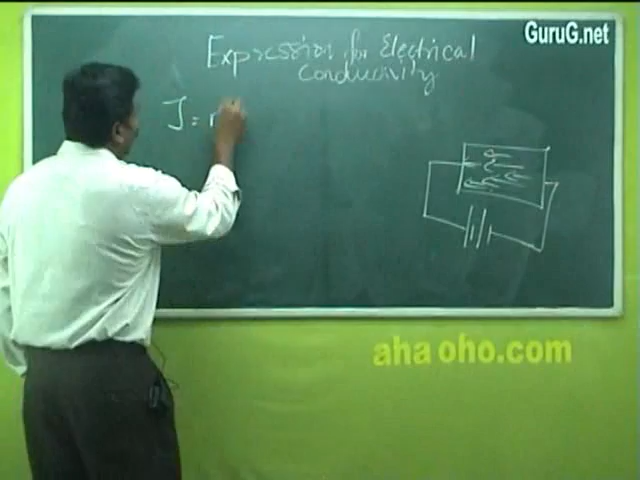 GuruG.net
Expression for Electrical
Conductivity
J = n
aha oho.com